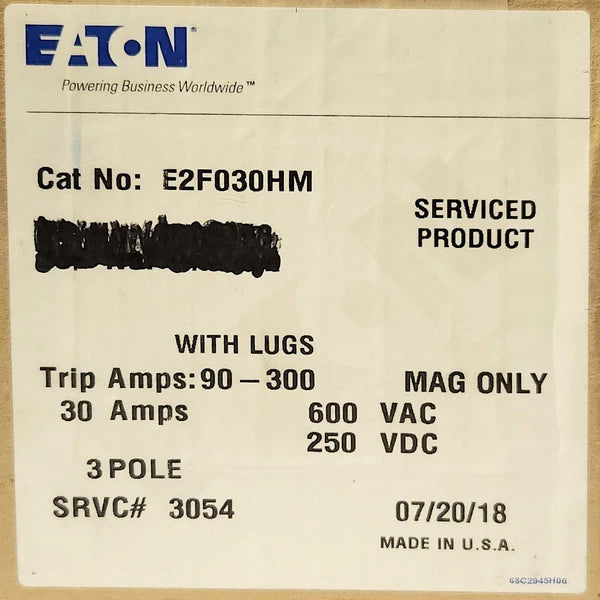 EATON
Powering Business Worldwide™
Cat No: E2F030HM
SERVICED
PRODUCT
WITH LUGS
Trip Amps: 90 – 300 MAG ONLY
30 Amps 600 VAC
250 VDC
3 POLE
SRVC# 3054 07/20/18
MADE IN U.S.A.
68C2945H06